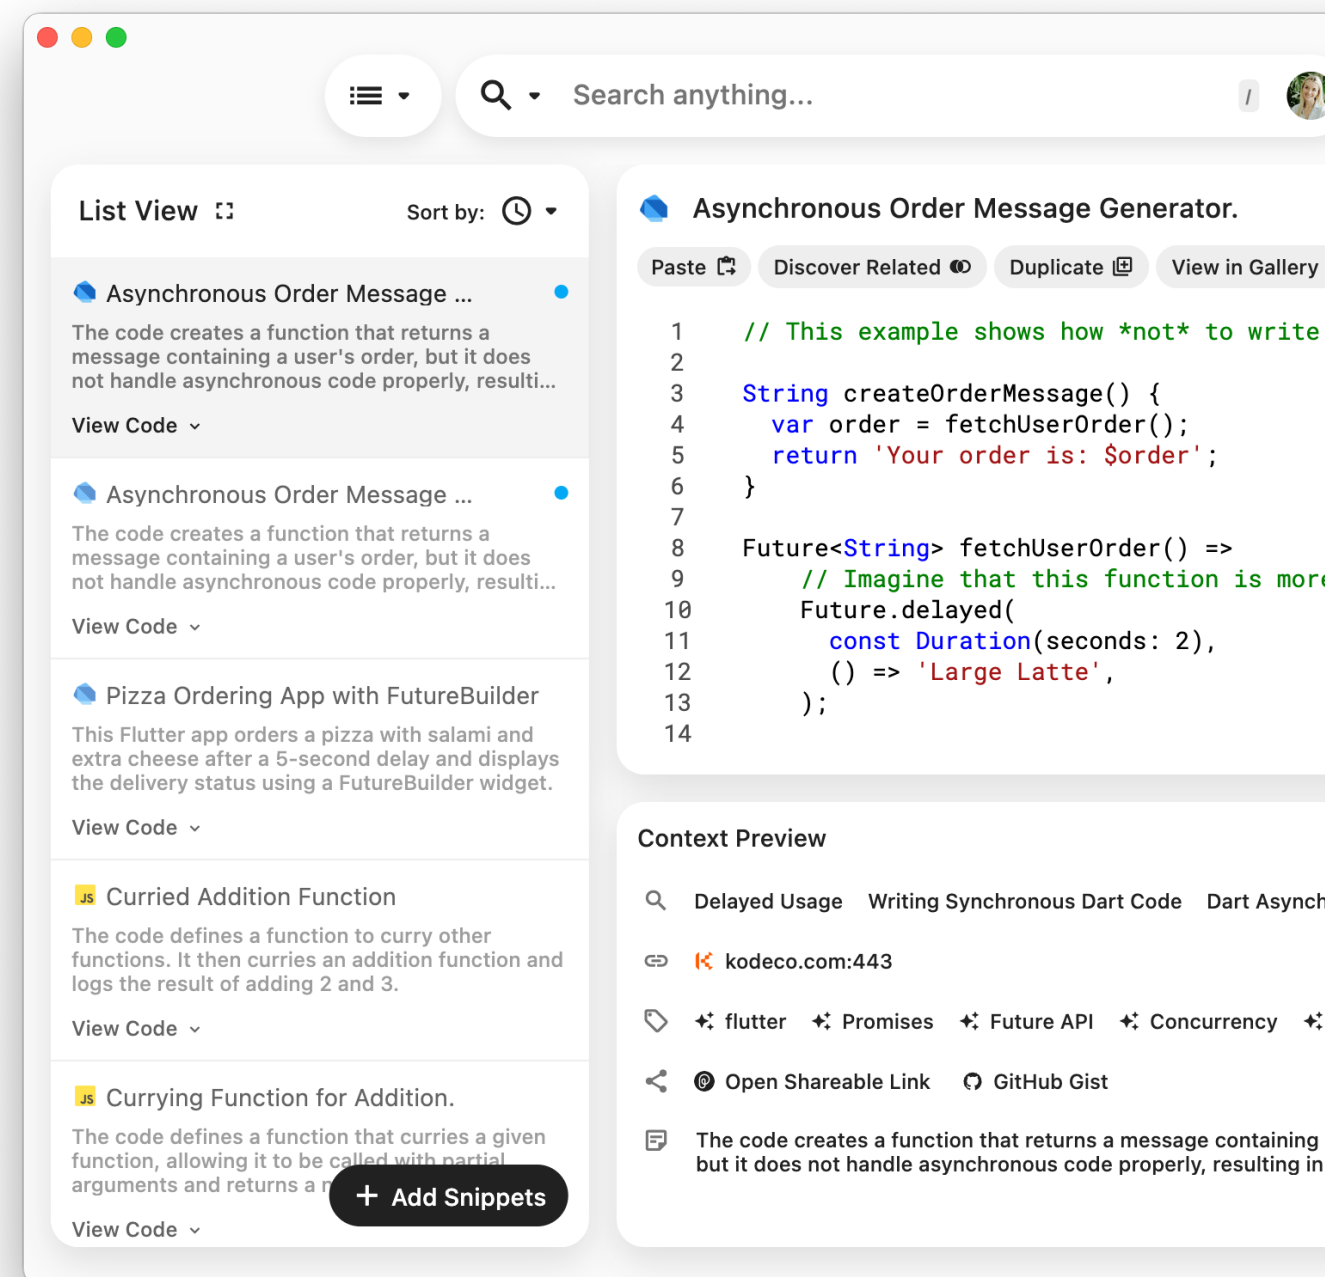 Search anything...
/
List View
Sort by:
Asynchronous Order Message ...
The code creates a function that returns a
message containing a user's order, but it does
not handle asynchronous code properly, resulti...
View Code
Asynchronous Order Message ...
The code creates a function that returns a
message containing a user's order, but it does
not handle asynchronous code properly, resulti...
View Code
Pizza Ordering App with FutureBuilder
This Flutter app orders a pizza with salami and
extra cheese after a 5-second delay and displays
the delivery status using a FutureBuilder widget.
View Code
JS Curried Addition Function
The code defines a function to curry other
functions. It then curries an addition function and
logs the result of adding 2 and 3.
View Code
JS Currying Function for Addition.
The code defines a function that curries a given
function, allowing it to be called with partial
arguments and returns a
View Code
+ Add Snippets
Asynchronous Order Message Generator.
Paste Discover Related Duplicate View in Gallery
1 // This example shows how *not* to write
2
3 String createOrderMessage() {
4 var order = fetchUserOrder();
5 return 'Your order is: $order';
6 }
7
8 Future<String> fetchUserOrder() =>
9 // Imagine that this function is more
10 Future.delayed(
11 const Duration(seconds: 2),
12 () => 'Large Latte',
13 );
14
Context Preview
Delayed Usage Writing Synchronous Dart Code Dart Asynch
kodeco.com:443
flutter Promises Future API Concurrency
Open Shareable Link GitHub Gist
The code creates a function that returns a message containing
but it does not handle asynchronous code properly, resulting in